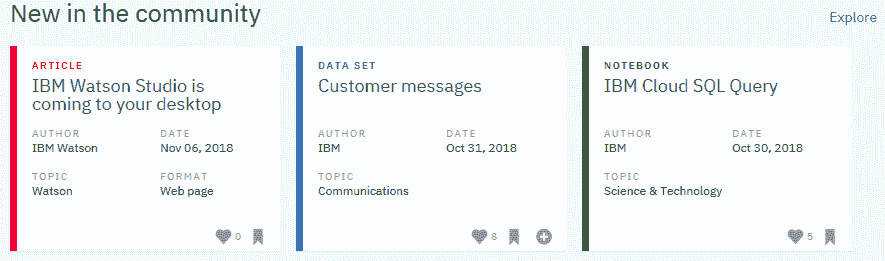 New in the community
Explore
ARTICLE
IBM Watson Studio is
coming to your desktop
AUTHOR DATE
IBM Watson Nov 06, 2018
TOPIC FORMAT
Watson Web page
0
DATA SET
Customer messages
AUTHOR DATE
IBM Oct 31, 2018
TOPIC
Communications
8
NOTEBOOK
IBM Cloud SQL Query
AUTHOR DATE
IBM Oct 30, 2018
TOPIC
Science & Technology
5